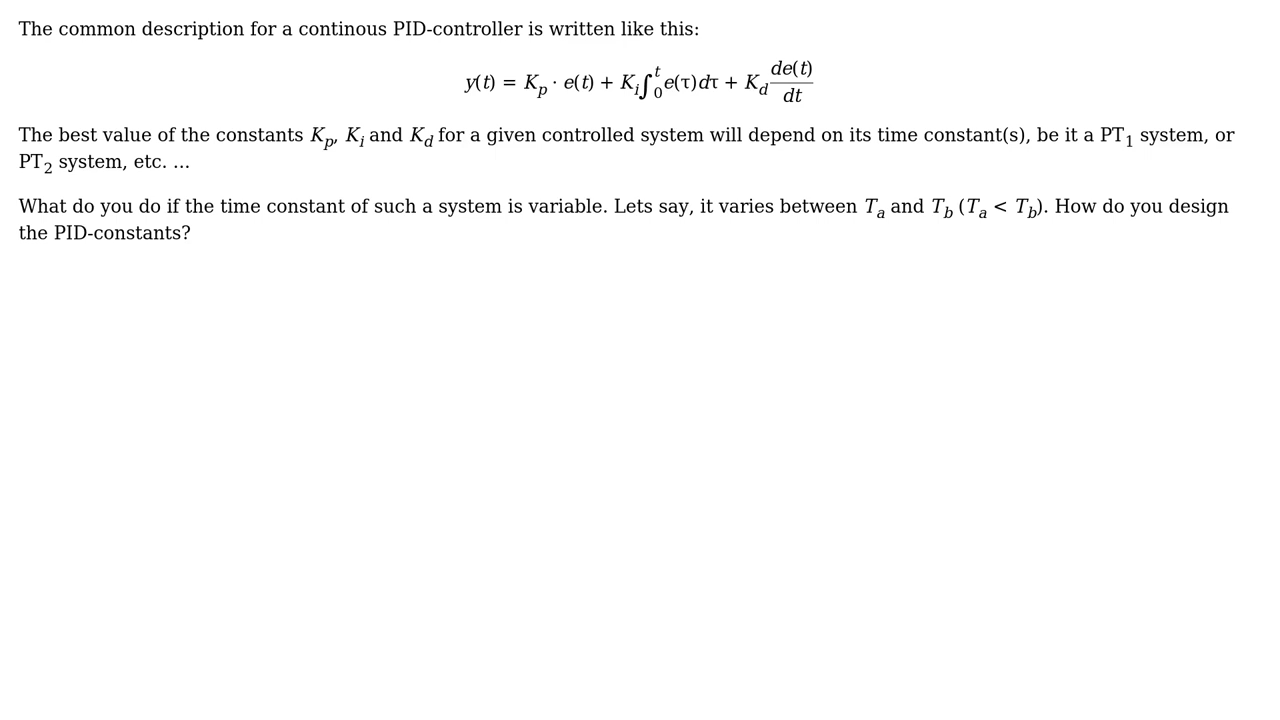 The common description for a continous PID-controller is written like this:
y(t) = K_p · e(t) + K_i ∫_0^t e(τ)dτ + K_d \frac{de(t)}{dt}
The best value of the constants K_p, K_i and K_d for a given controlled system will depend on its time constant(s), be it a PT_1 system, or
PT_2 system, etc. ...
What do you do if the time constant of such a system is variable. Lets say, it varies between T_a and T_b (T_a < T_b). How do you design
the PID-constants?